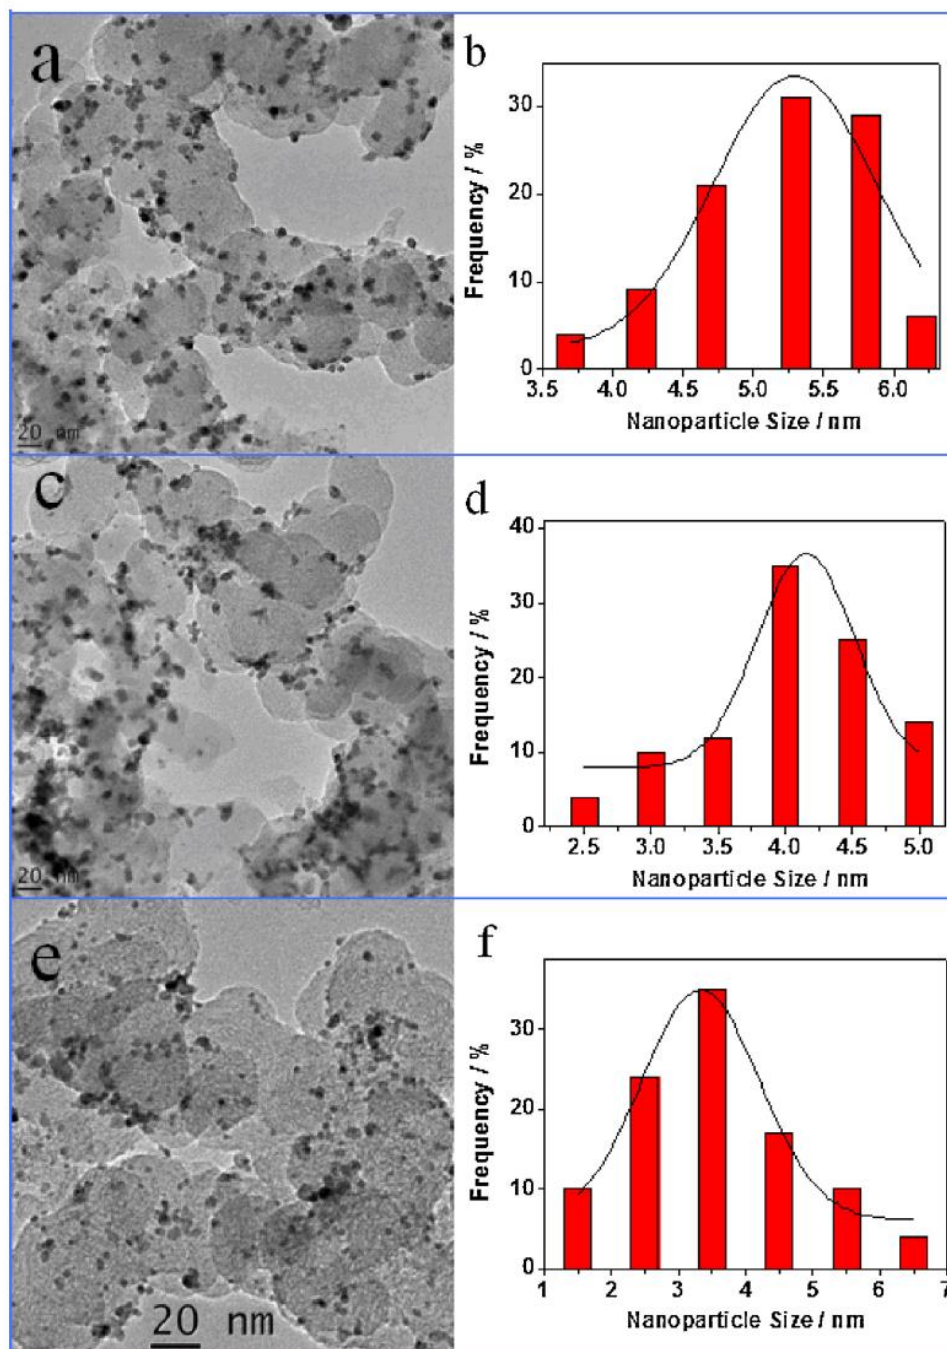 a
20 nm
b
30
20
10
0
Frequency / %
3.5 4.0 4.5 5.0 5.5 6.0
Nanoparticle Size / nm
c
20 nm
d
40
30
20
10
0
Frequency / %
2.5 3.0 3.5 4.0 4.5 5.0
Nanoparticle Size / nm
e
20 nm
f
30
20
10
0
Frequency / %
1 2 3 4 5 6 7
Nanoparticle Size / nm